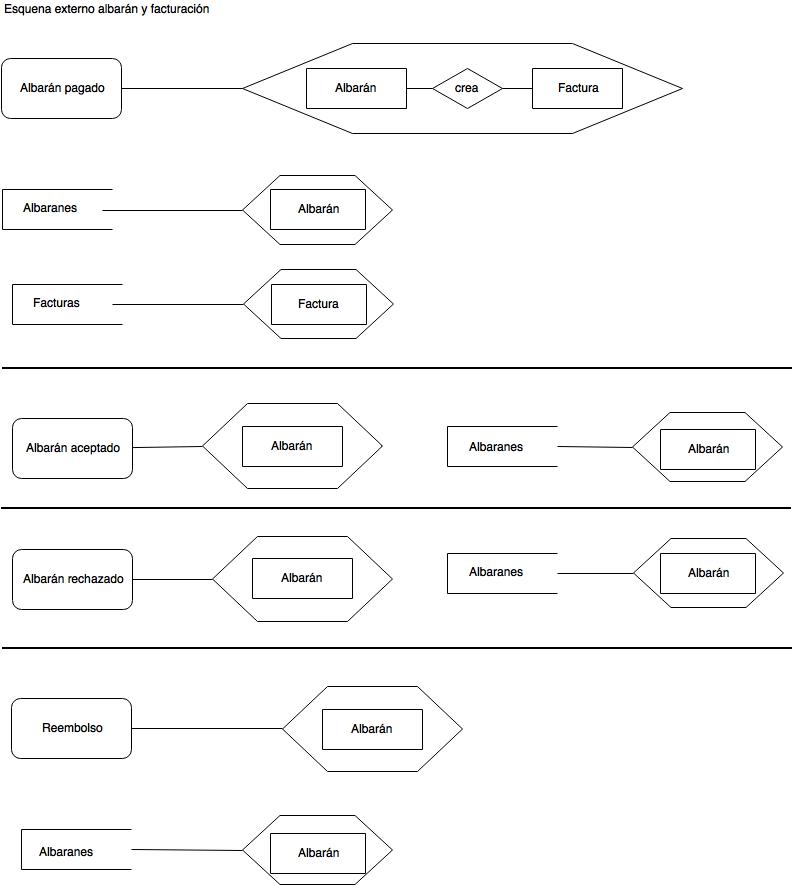 Esquena externo albarán y facturación
Albarán pagado
Albarán
crea
Factura
Albaranes
Albarán
Facturas
Factura
Albarán aceptado
Albarán
Albaranes
Albarán
Albarán rechazado
Albarán
Albaranes
Albarán
Reembolso
Albarán
Albaranes
Albarán